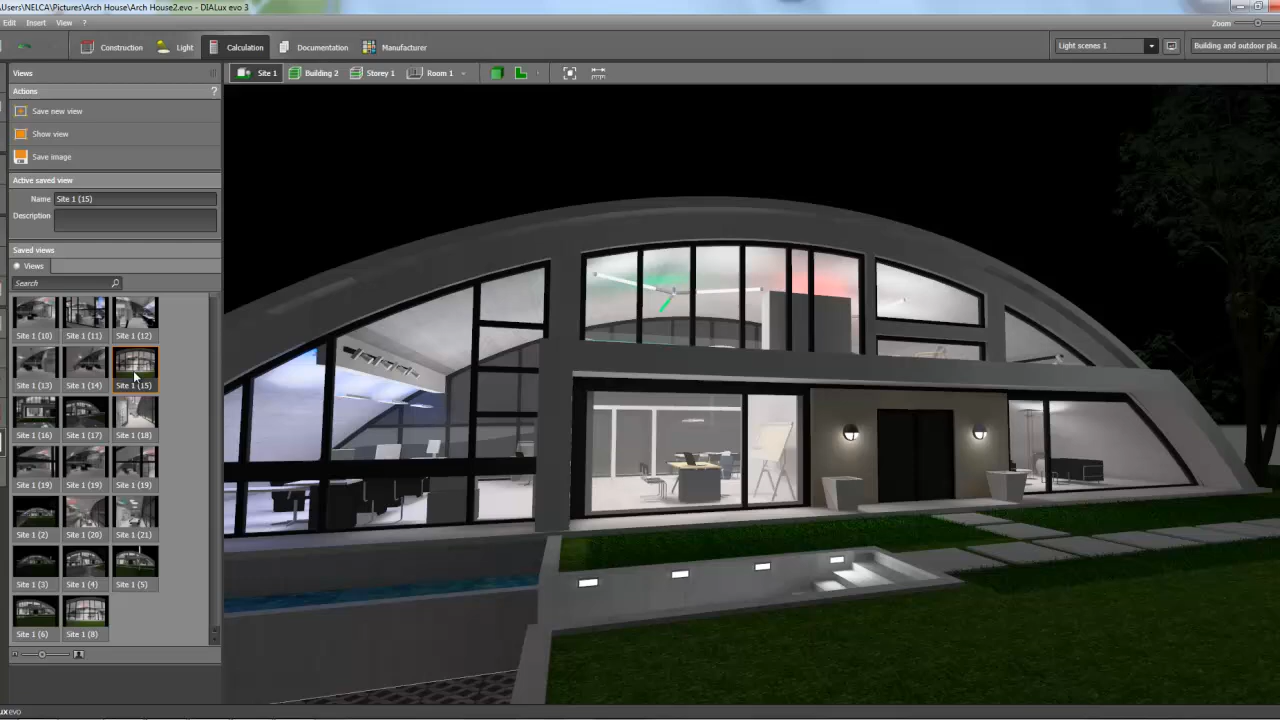 Users\NELCA\Pictures\Arch House\Arch House2.evo - DIALux evo 3
Edit Insert View ?
Zoom
Construction Light Calculation Documentation Manufacturer
Light scenes 1
Building and outdoor pla
Views
Site 1 Building 2 Storey 1 Room 1
Actions ?
Save new view
Show view
Save image
Active saved view
Name Site 1 (15)
Description
Saved views
Views
Search
Site 1 (10) Site 1 (11) Site 1 (12)
Site 1 (13) Site 1 (14) Site 1 (15)
Site 1 (16) Site 1 (17) Site 1 (18)
Site 1 (19) Site 1 (19) Site 1 (19)
Site 1 (2) Site 1 (20) Site 1 (21)
Site 1 (3) Site 1 (4) Site 1 (5)
Site 1 (6) Site 1 (8)
ux evo